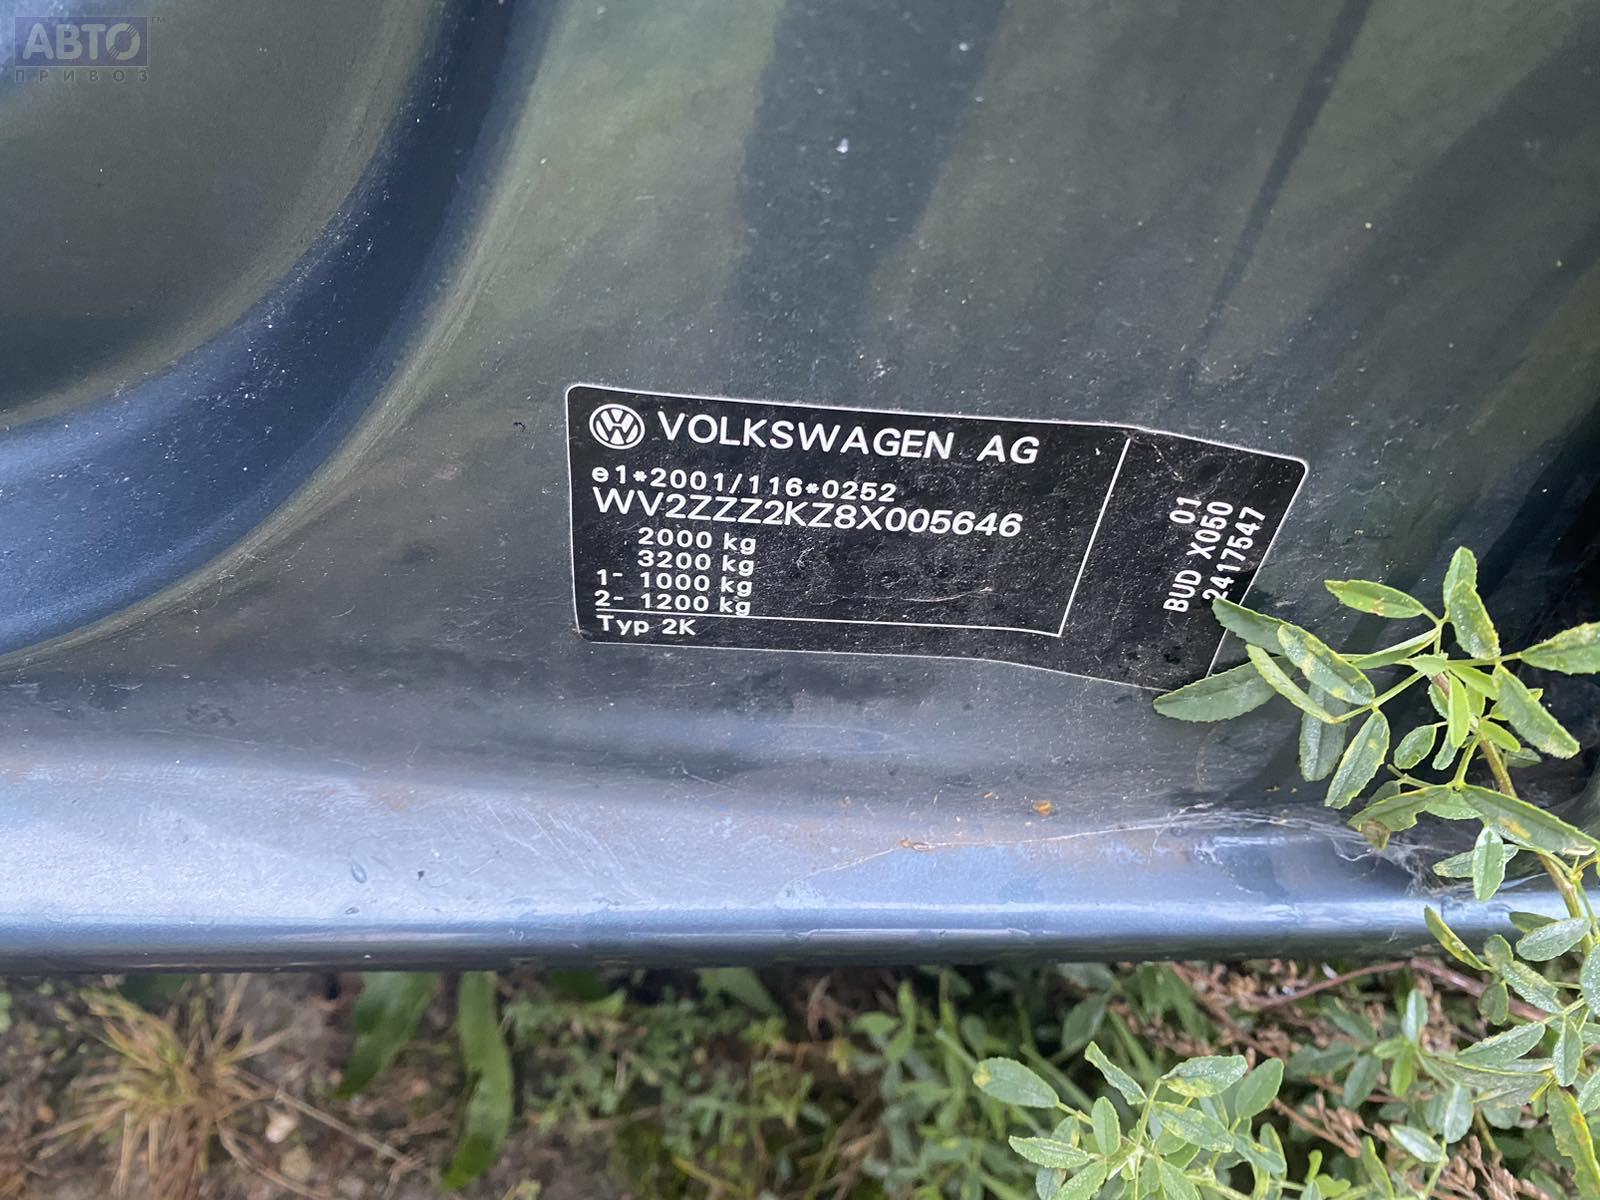 АВТО™
ПРИВОЗ
VOLKSWAGEN AG
e1*2001/116*0252
WV2ZZZ2KZ8X005646
2000 kg
3200 kg
1- 1000 kg
2- 1200 kg
Typ 2K
01
BUD X050
2417547